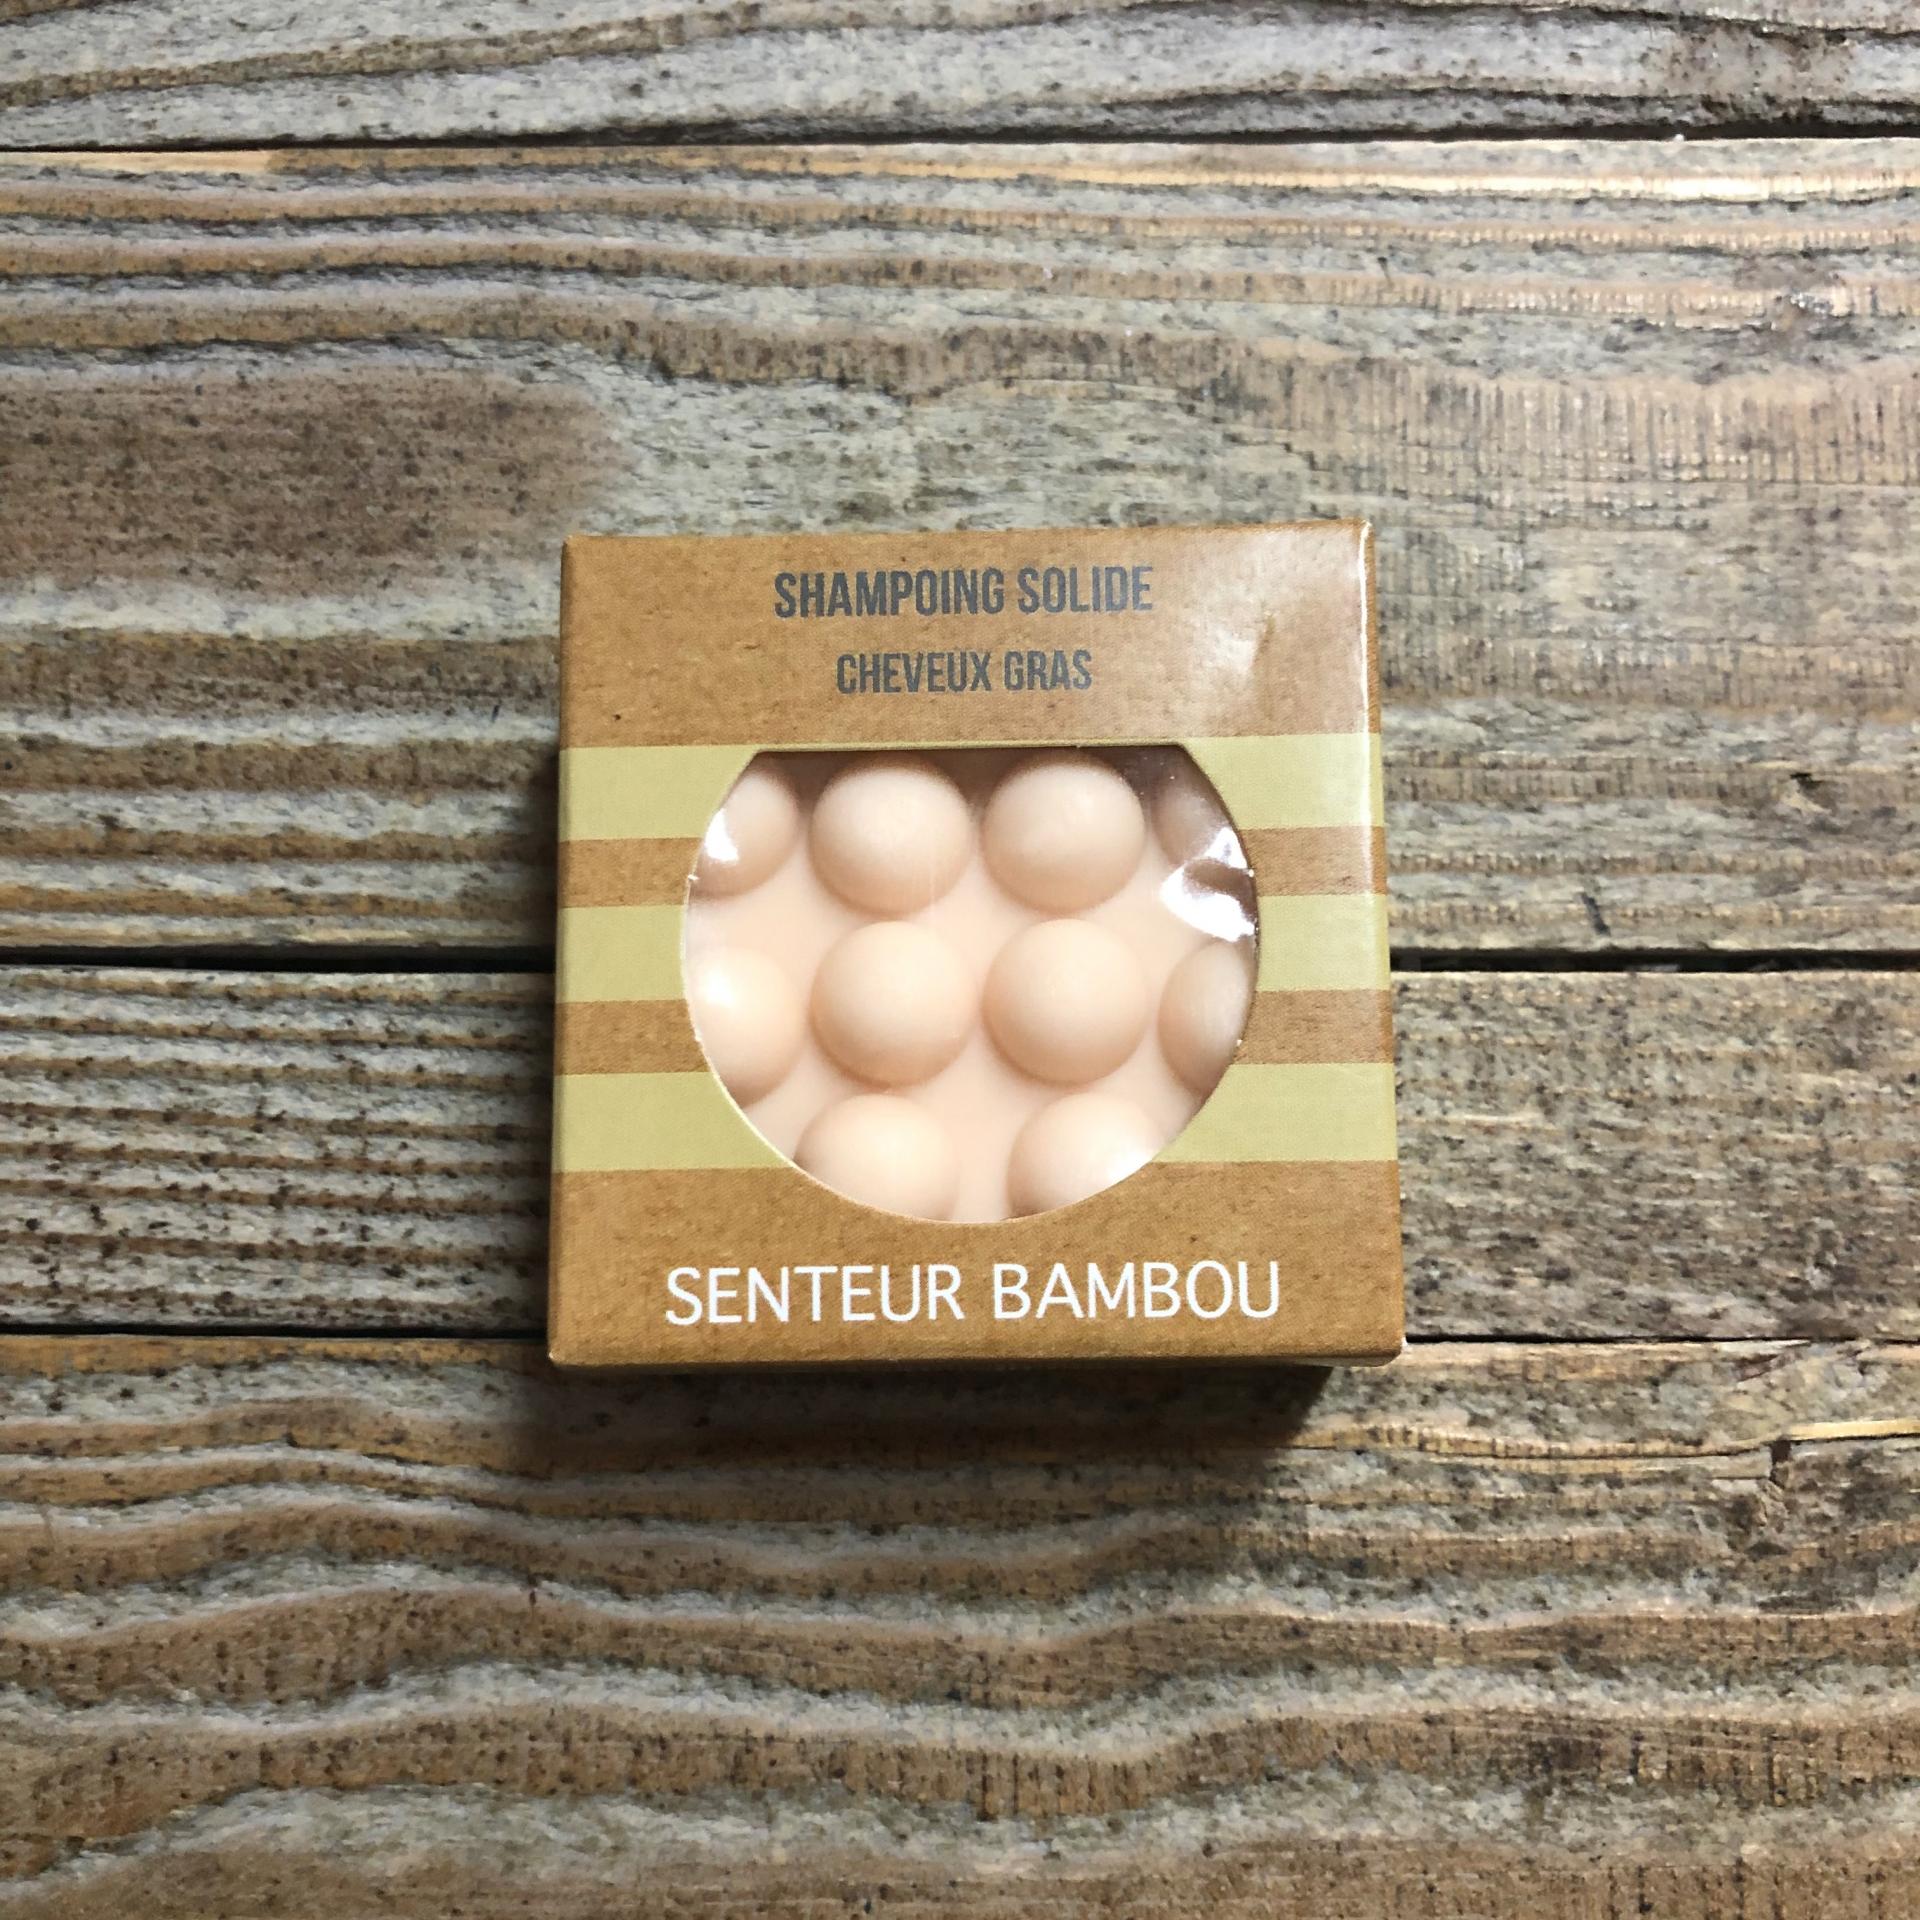 SHAMPOING SOLIDE
CHEVEUX GRAS
SENTEUR BAMBOU